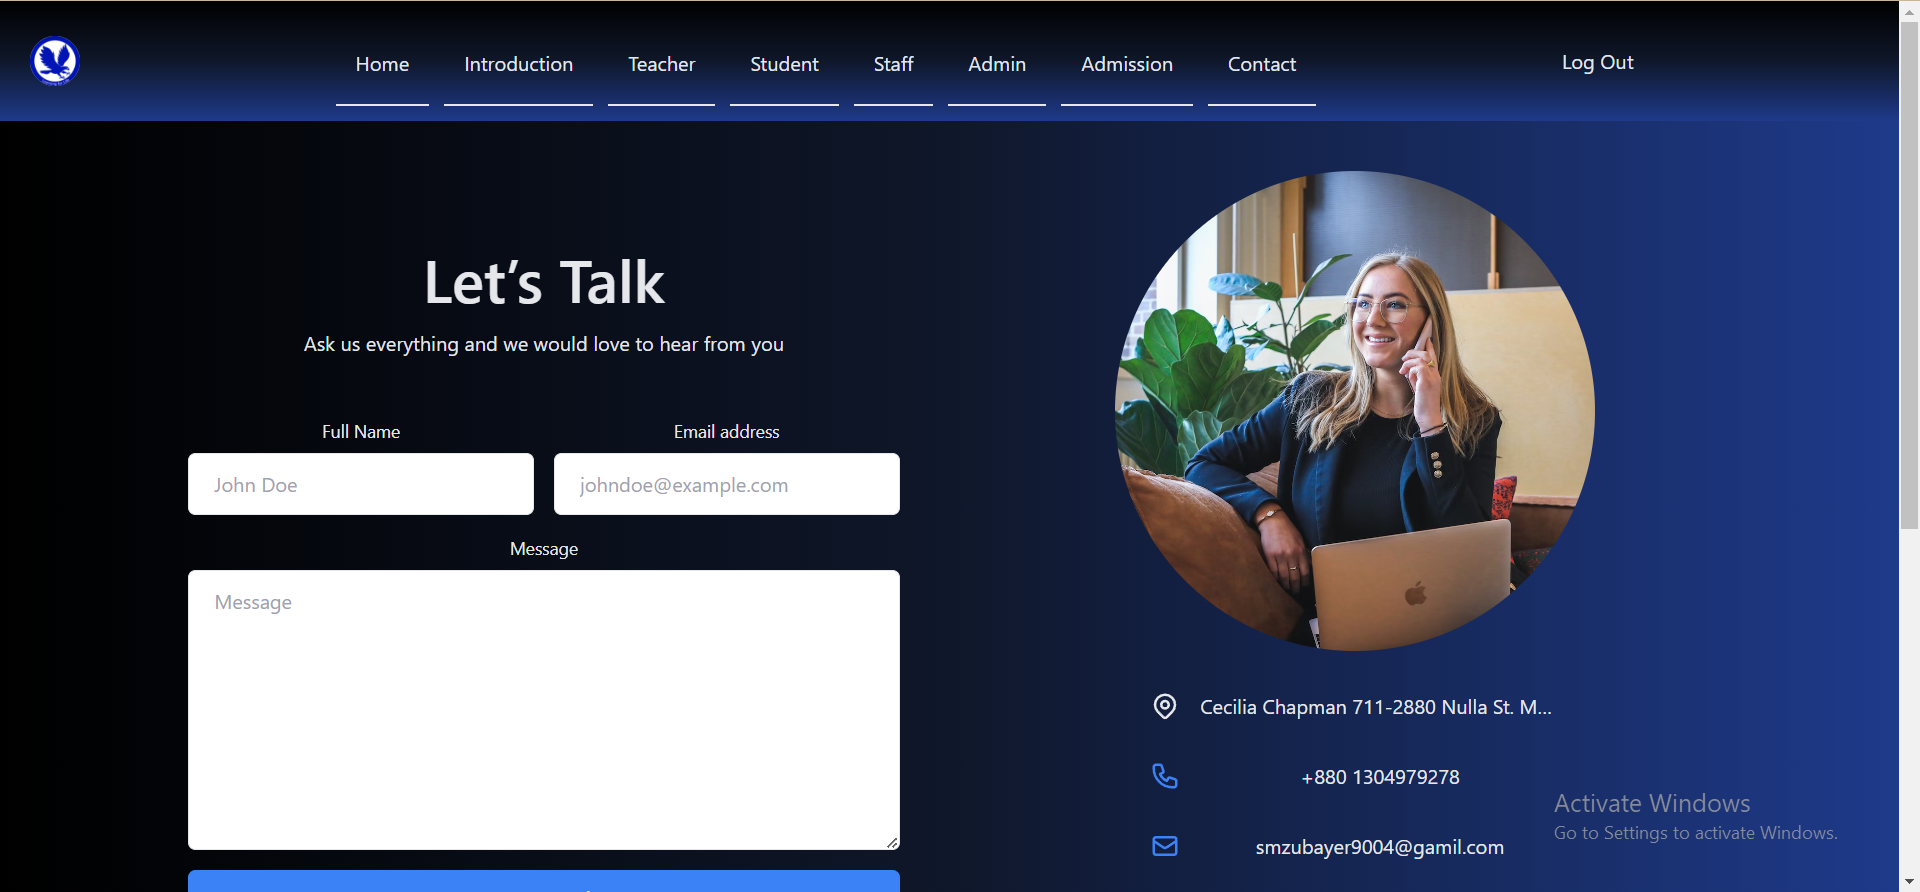 Home Introduction Teacher Student Staff Admin Admission Contact Log Out
Let’s Talk
Ask us everything and we would love to hear from you
Full Name Email address
John Doe johndoe@example.com
Message
Message
Cecilia Chapman 711-2880 Nulla St. M...
+880 1304979278
smzubayer9004@gamil.com
Activate Windows
Go to Settings to activate Windows.